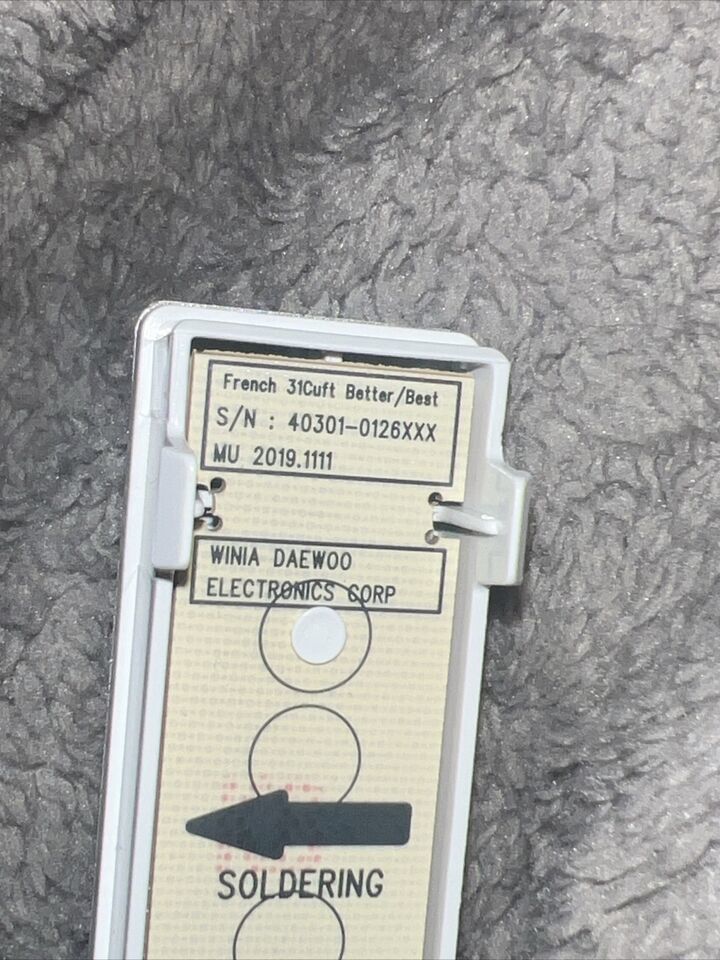 French 31Cuft Better/Best
S/N : 40301-0126XXX
MU 2019.1111
WINIA DAEWOO
ELECTRONICS CORP
SOLDERING